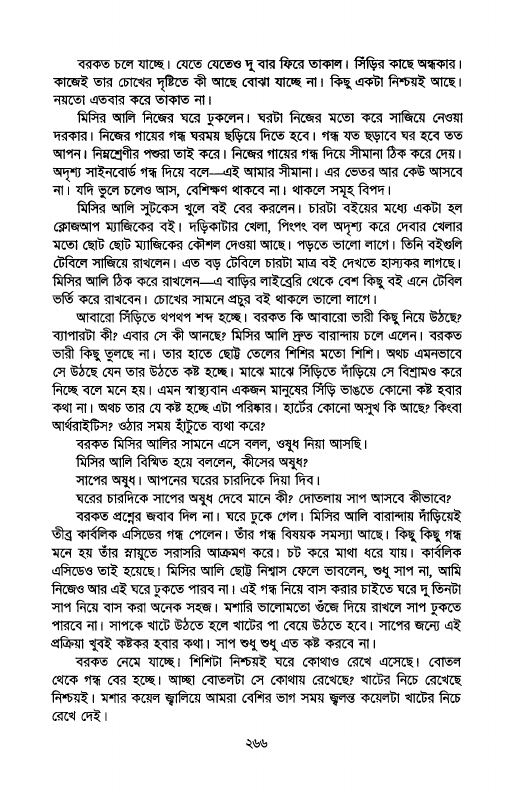 বরকত চলে যাচ্ছে। যেতে যেতেও দু বার ফিরে তাকাল। সিঁড়ির কাছে অন্ধকার।
কাজেই তার চোখের দৃষ্টিতে কী আছে বোঝা যাচ্ছে না। কিছু একটা নিশ্চয়ই আছে।
নয়তো এতবার করে তাকাত না।
মিসির আলি নিজের ঘরে ঢুকলেন। ঘরটা নিজের মতো করে সাজিয়ে নেওয়া
দরকার। নিজের গায়ের গন্ধ ঘরময় ছড়িয়ে দিতে হবে। গন্ধ যত ছড়াবে ঘর হবে তত
আপন। নিম্নশ্রেণীর পশুরা তাই করে। নিজের গায়ের গন্ধ দিয়ে সীমানা ঠিক করে দেয়।
অদৃশ্য সাইনবোর্ড গন্ধ দিয়ে বলে—এই আমার সীমানা। এর ভেতর আর কেউ আসবে
না। যদি ভুলে চলেও আস, বেশিক্ষণ থাকবে না। থাকলে সমূহ বিপদ।
মিসির আলি সুটকেস খুলে বই বের করলেন। চারটা বইয়ের মধ্যে একটা হল
ক্লোজআপ ম্যাজিকের বই। দড়িকাটার খেলা, পিংপং বল অদৃশ্য করে দেবার খেলার
মতো ছোট ছোট ম্যাজিকের কৌশল দেওয়া আছে। পড়তে ভালো লাগে। তিনি বইগুলি
টেবিলে সাজিয়ে রাখলেন। এত বড় টেবিলে চারটা মাত্র বই দেখতে হাস্যকর লাগছে।
মিসির আলি ঠিক করে রাখলেন—এ বাড়ির লাইব্রেরি থেকে বেশ কিছু বই এনে টেবিল
ভর্তি করে রাখবেন। চোখের সামনে প্রচুর বই থাকলে ভালো লাগে।
আবারো সিঁড়িতে থপথপ শব্দ হচ্ছে। বরকত কি আবারো ভারী কিছু নিয়ে উঠছে?
ব্যাপারটা কী? এবার সে কী আনছে? মিসির আলি দ্রুত বারান্দায় চলে এলেন। বরকত
ভারী কিছু তুলছে না। তার হাতে ছোট্ট তেলের শিশির মতো শিশি। অথচ এমনভাবে
সে উঠছে যেন তার উঠতে কষ্ট হচ্ছে। মাঝে মাঝে সিঁড়িতে দাঁড়িয়ে সে বিশ্রামও করে
নিচ্ছে বলে মনে হয়। এমন স্বাস্থ্যবান একজন মানুষের সিঁড়ি ভাঙতে কোনো কষ্ট হবার
কথা না। অথচ তার যে কষ্ট হচ্ছে এটা পরিষ্কার। হার্টের কোনো অসুখ কি আছে? কিংবা
আর্থরাইটিস? ওঠার সময় হাঁটুতে ব্যথা করে?
বরকত মিসির আলির সামনে এসে বলল, ওষুধ নিয়া আসছি।
মিসির আলি বিস্মিত হয়ে বললেন, কীসের অষুধ?
সাপের অষুধ। আপনের ঘরের চারদিকে দিয়া দিব।
ঘরের চারদিকে সাপের অষুধ দেবে মানে কী? দোতলায় সাপ আসবে কীভাবে?
বরকত প্রশ্নের জবাব দিল না। ঘরে ঢুকে গেল। মিসির আলি বারান্দায় দাঁড়িয়েই
তীব্র কার্বলিক এসিডের গন্ধ পেলেন। তাঁর গন্ধ বিষয়ক সমস্যা আছে। কিছু কিছু গন্ধ
মনে হয় তাঁর স্নায়ুতে সরাসরি আক্রমণ করে। চট করে মাথা ধরে যায়। কার্বলিক
এসিডেও তাই হয়েছে। মিসির আলি ছোট্ট নিশ্বাস ফেলে ভাবলেন, শুধু সাপ না, আমি
নিজেও আর এই ঘরে ঢুকতে পারব না। এই গন্ধ নিয়ে বাস করার চাইতে ঘরে দু তিনটা
সাপ নিয়ে বাস করা অনেক সহজ। মশারি ভালোমতো গুঁজে দিয়ে রাখলে সাপ ঢুকতে
পারবে না। সাপকে খাটে উঠতে হলে খাটের পা বেয়ে উঠতে হবে। সাপের জন্যে এই
প্রক্রিয়া খুবই কষ্টকর হবার কথা। সাপ শুধু শুধু এত কষ্ট করবে না।
বরকত নেমে যাচ্ছে। শিশিটা নিশ্চয়ই ঘরে কোথাও রেখে এসেছে। বোতল
থেকে গন্ধ বের হচ্ছে। আচ্ছা বোতলটা সে কোথায় রেখেছে? খাটের নিচে রেখেছে
নিশ্চয়ই। মশার কয়েল জ্বালিয়ে আমরা বেশির ভাগ সময় জ্বলন্ত কয়েলটা খাটের নিচে
রেখে দেই।
২৬৬